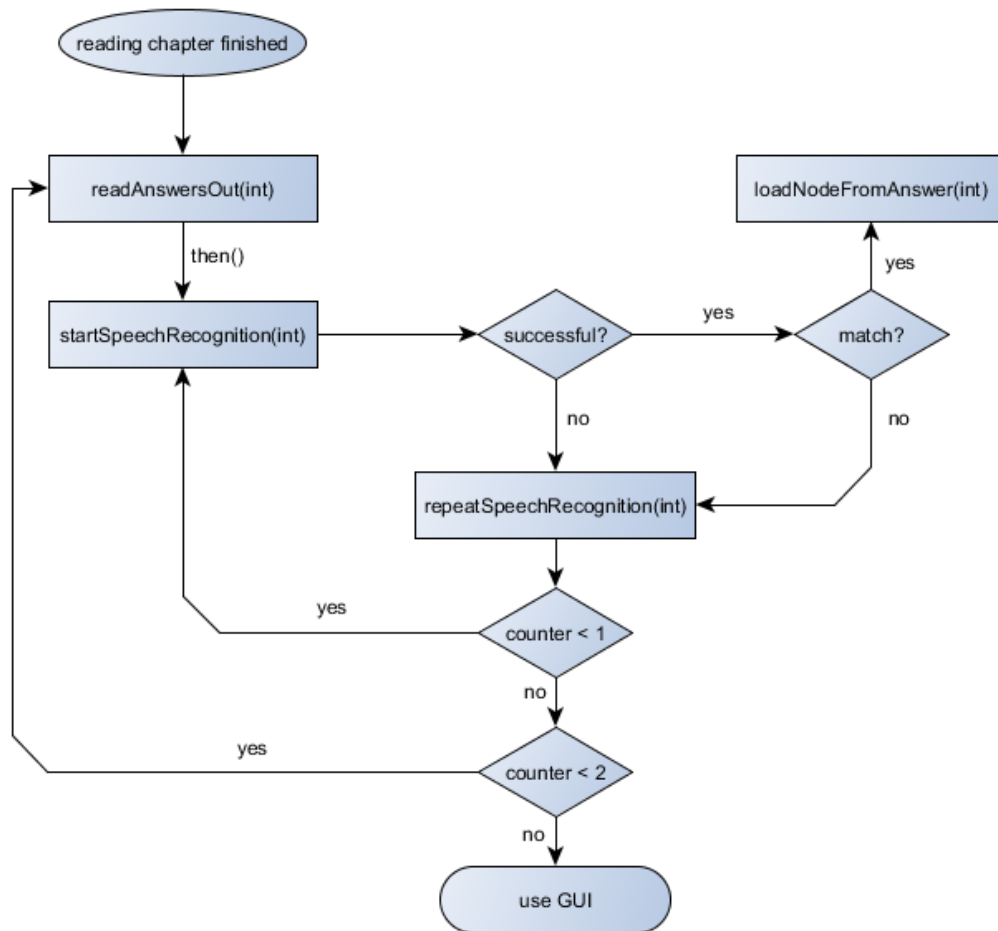 reading chapter finished
readAnswersOut(int)
loadNodeFromAnswer(int)
then()
yes
startSpeechRecognition(int)
successful?
yes
match?
no
no
repeatSpeechRecognition(int)
yes
counter < 1
no
yes
counter < 2
no
use GUI